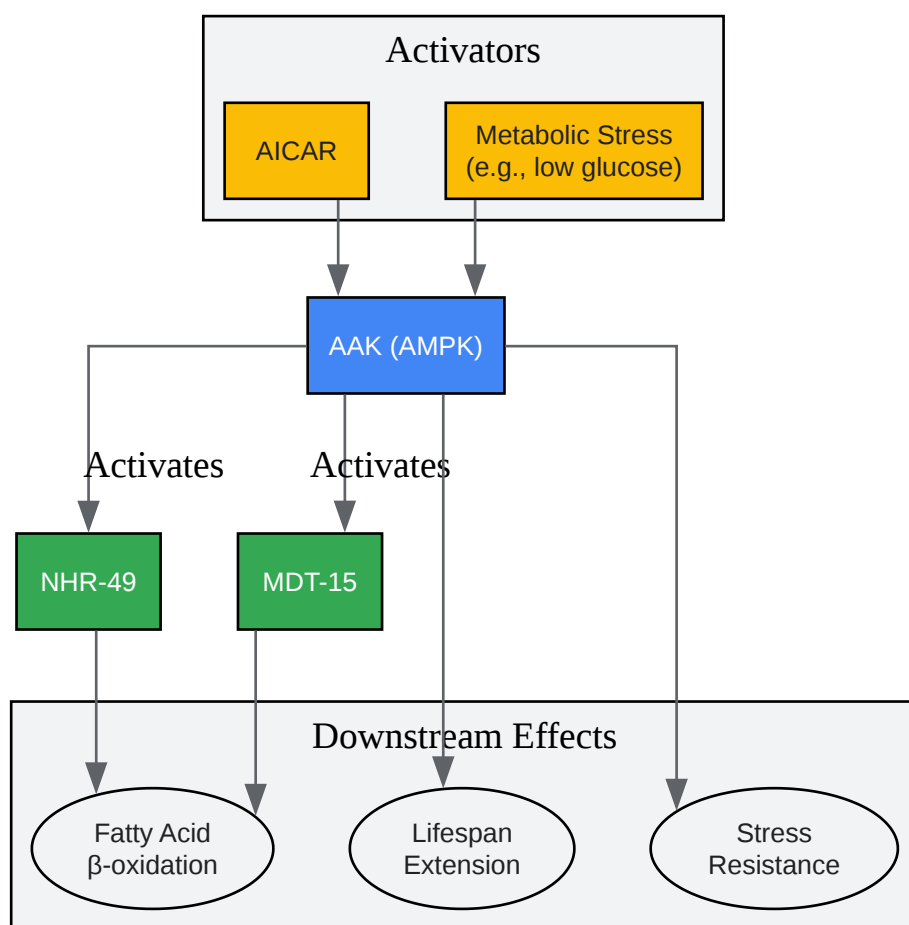 Activators
AICAR
Metabolic Stress
(e.g., low glucose)
AAK (AMPK)
Activates
Activates
NHR-49
MDT-15
Downstream Effects
Fatty Acid
β-oxidation
Lifespan
Extension
Stress
Resistance